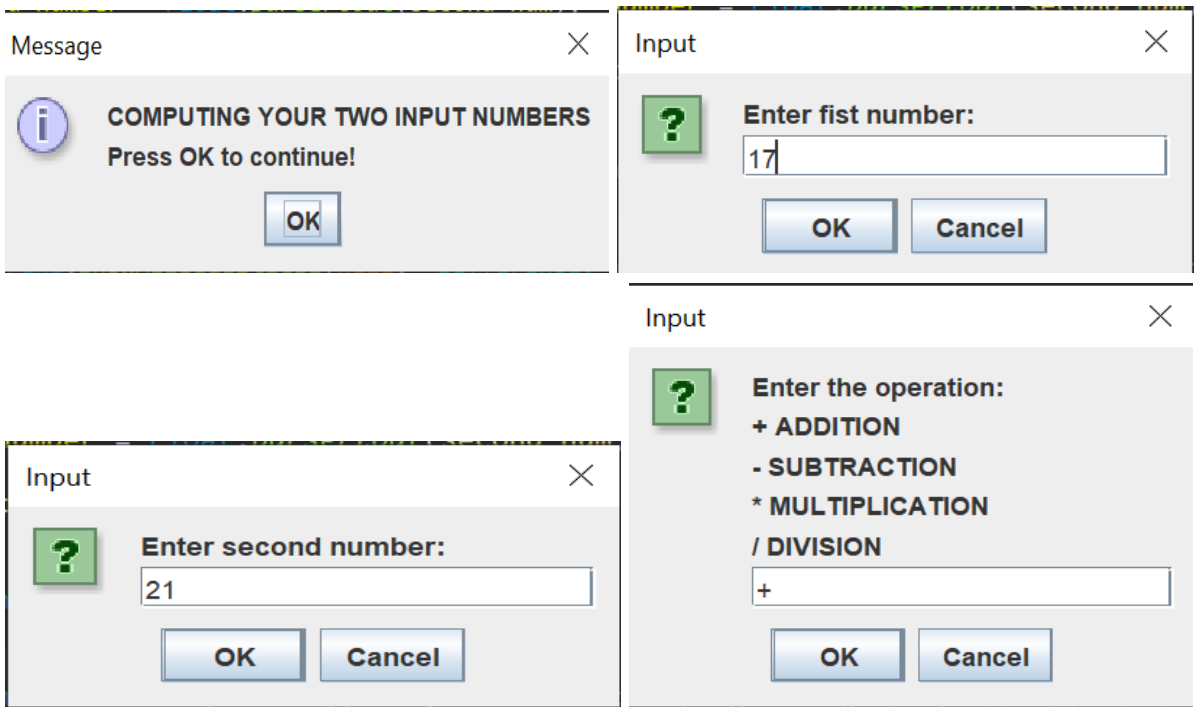 Message
COMPUTING YOUR TWO INPUT NUMBERS
Press OK to continue!
OK
Input
Enter fist number:
17
OK Cancel
Input
Enter second number:
21
OK Cancel
Input
Enter the operation:
+ ADDITION
- SUBTRACTION
* MULTIPLICATION
/ DIVISION
+
OK Cancel